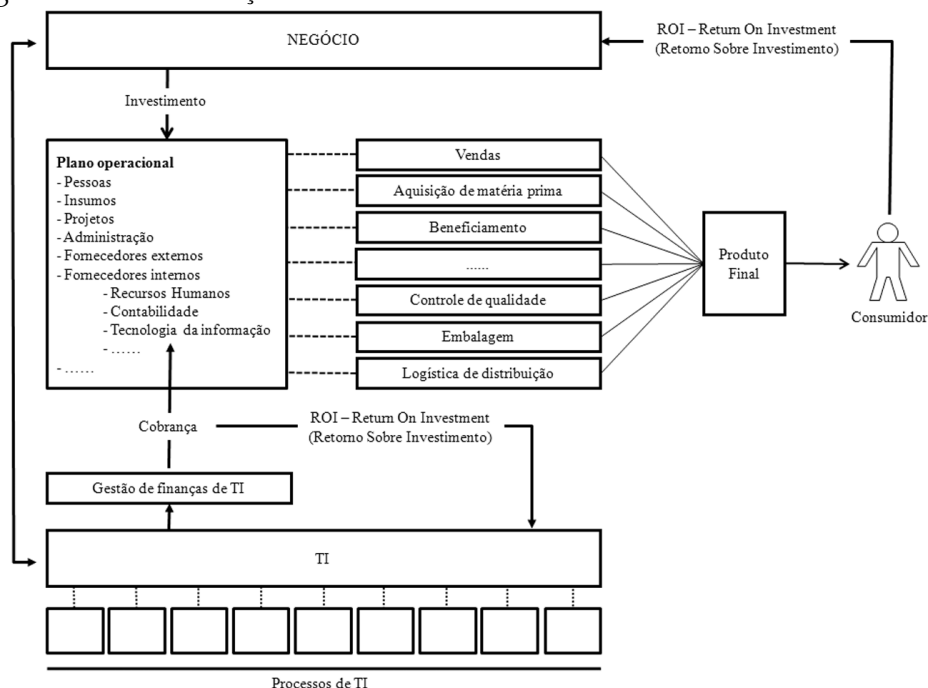 NEGÓCIO
ROI – Return On Investment
(Retorno Sobre Investimento)
Investimento
Plano operacional
- Pessoas
- Insumos
- Projetos
- Administração
- Fornecedores externos
- Fornecedores internos
- Recursos Humanos
- Contabilidade
- Tecnologia da informação
- ......
- ......
Vendas
Aquisição de matéria prima
Beneficiamento
......
Controle de qualidade
Embalagem
Logística de distribuição
Produto
Final
Consumidor
Cobrança
ROI – Return On Investment
(Retorno Sobre Investimento)
Gestão de finanças de TI
TI
Processos de TI